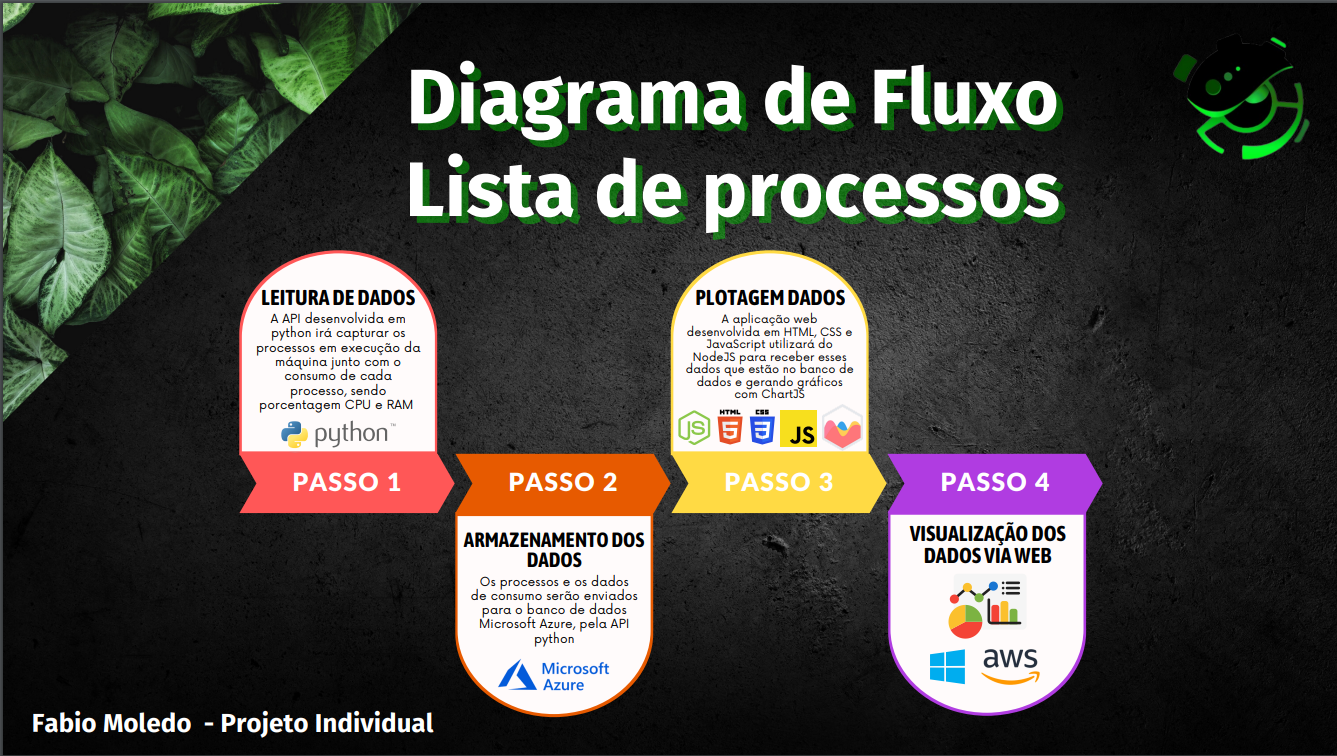 Diagrama de Fluxo
Lista de processos
LEITURA DE DADOS
A API desenvolvida em
python irá capturar os
processos em execução da
máquina junto com o
consumo de cada
processo, sendo
porcentagem CPU e RAM
python™
PASSO 1
PASSO 2
ARMAZENAMENTO DOS
DADOS
Os processos e os dados
de consumo serão enviados
para o banco de dados
Microsoft Azure, pela API
python
Microsoft
Azure
PLOTAGEM DADOS
A aplicação web
desenvolvida em HTML, CSS e
JavaScript utilizará do
NodeJS para receber esses
dados que estão no banco de
dados e gerando gráficos
com ChartJS
JS
HTML
5
CSS
3
JS
PASSO 3
PASSO 4
VISUALIZAÇÃO DOS
DADOS VIA WEB
aws
Fabio Moledo - Projeto Individual